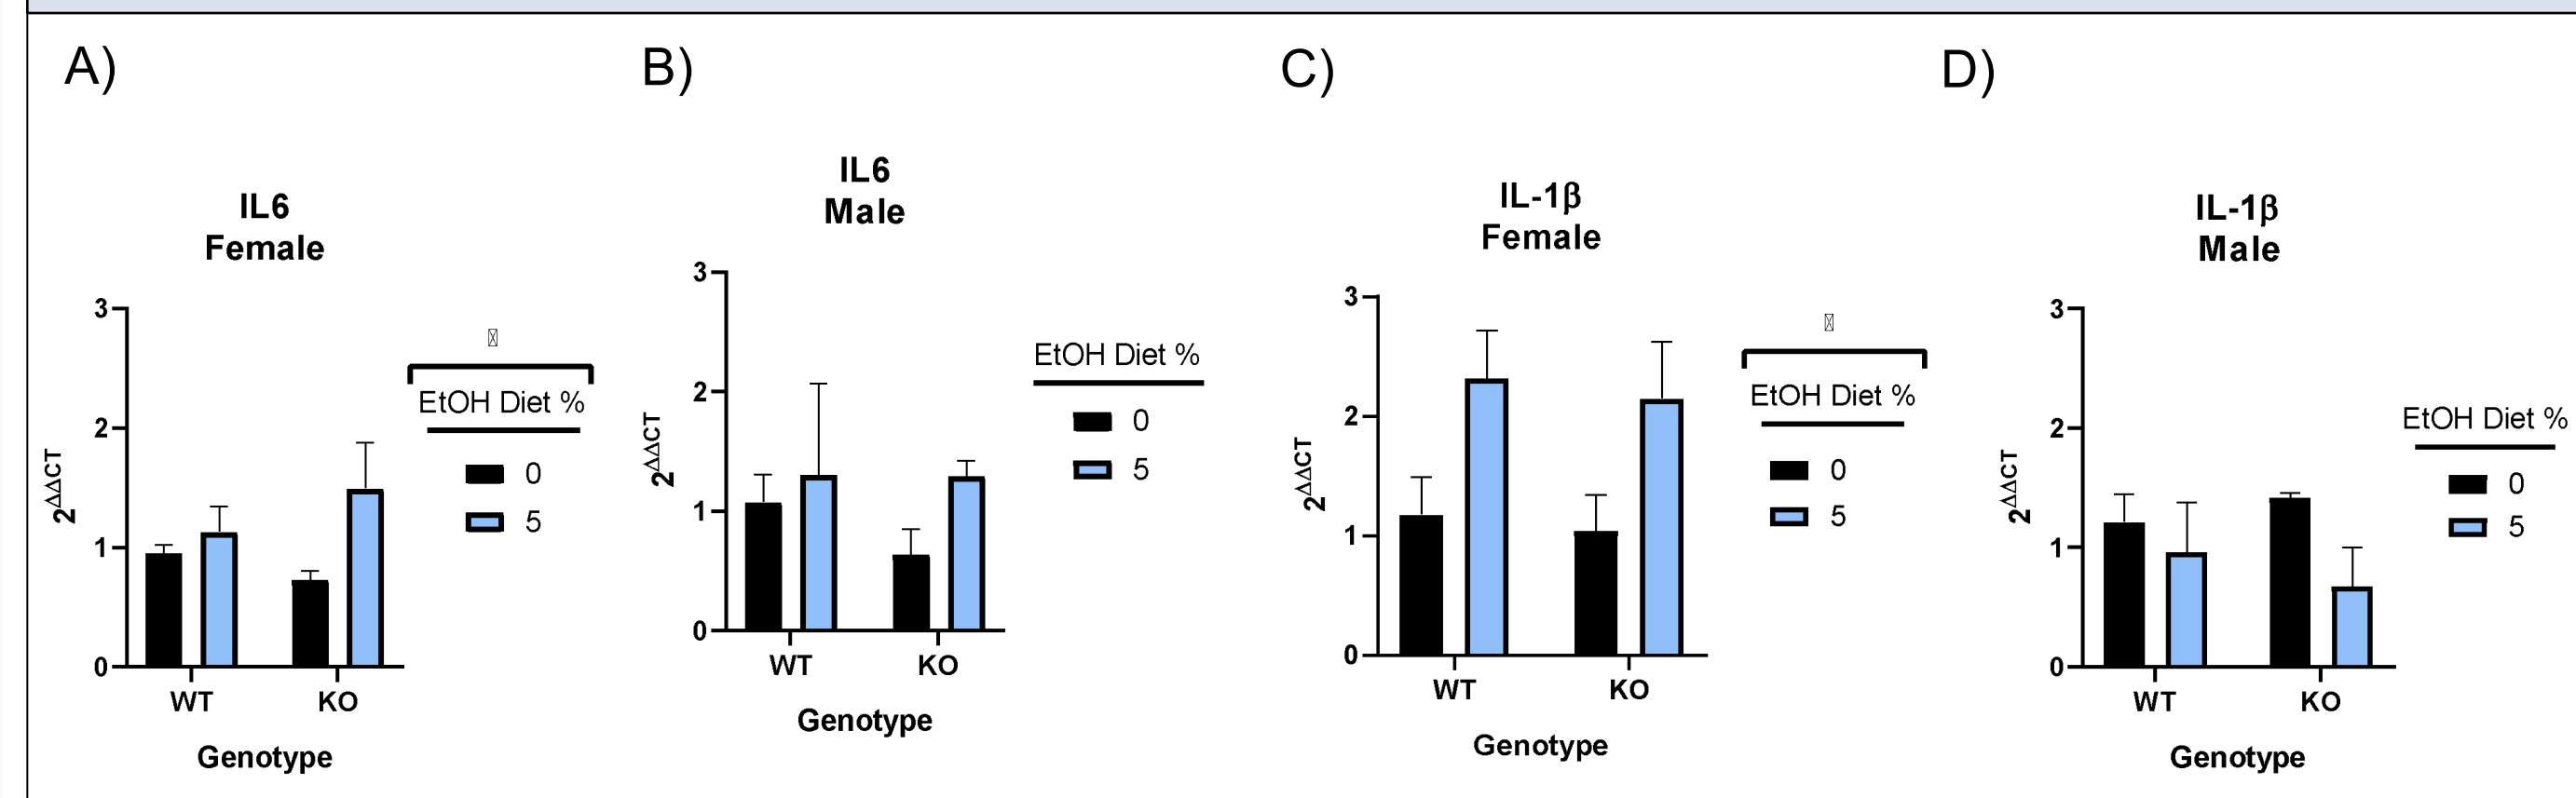 A)
IL6
Female
3
2
1
0
2ΔΔCT
WT
KO
Genotype
EtOH Diet %
0
5
B)
IL6
Male
3
2
1
0
2ΔΔCT
WT
KO
Genotype
EtOH Diet %
0
5
C)
IL-1β
Female
3
2
1
0
2ΔΔCT
WT
KO
Genotype
EtOH Diet %
0
5
D)
IL-1β
Male
3
2
1
0
2ΔΔCT
WT
KO
Genotype
EtOH Diet %
0
5